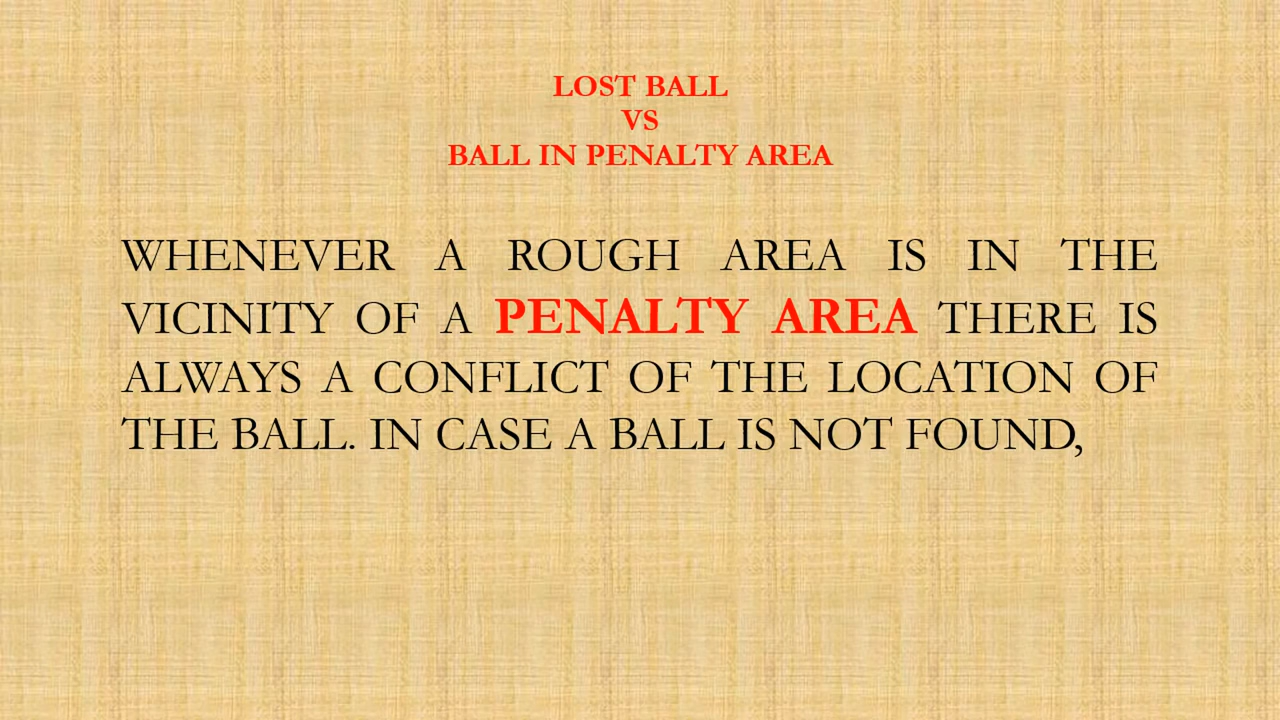 LOST BALL
VS
BALL IN PENALTY AREA
WHENEVER A ROUGH AREA IS IN THE
VICINITY OF A PENALTY AREA THERE IS
ALWAYS A CONFLICT OF THE LOCATION OF
THE BALL. IN CASE A BALL IS NOT FOUND,